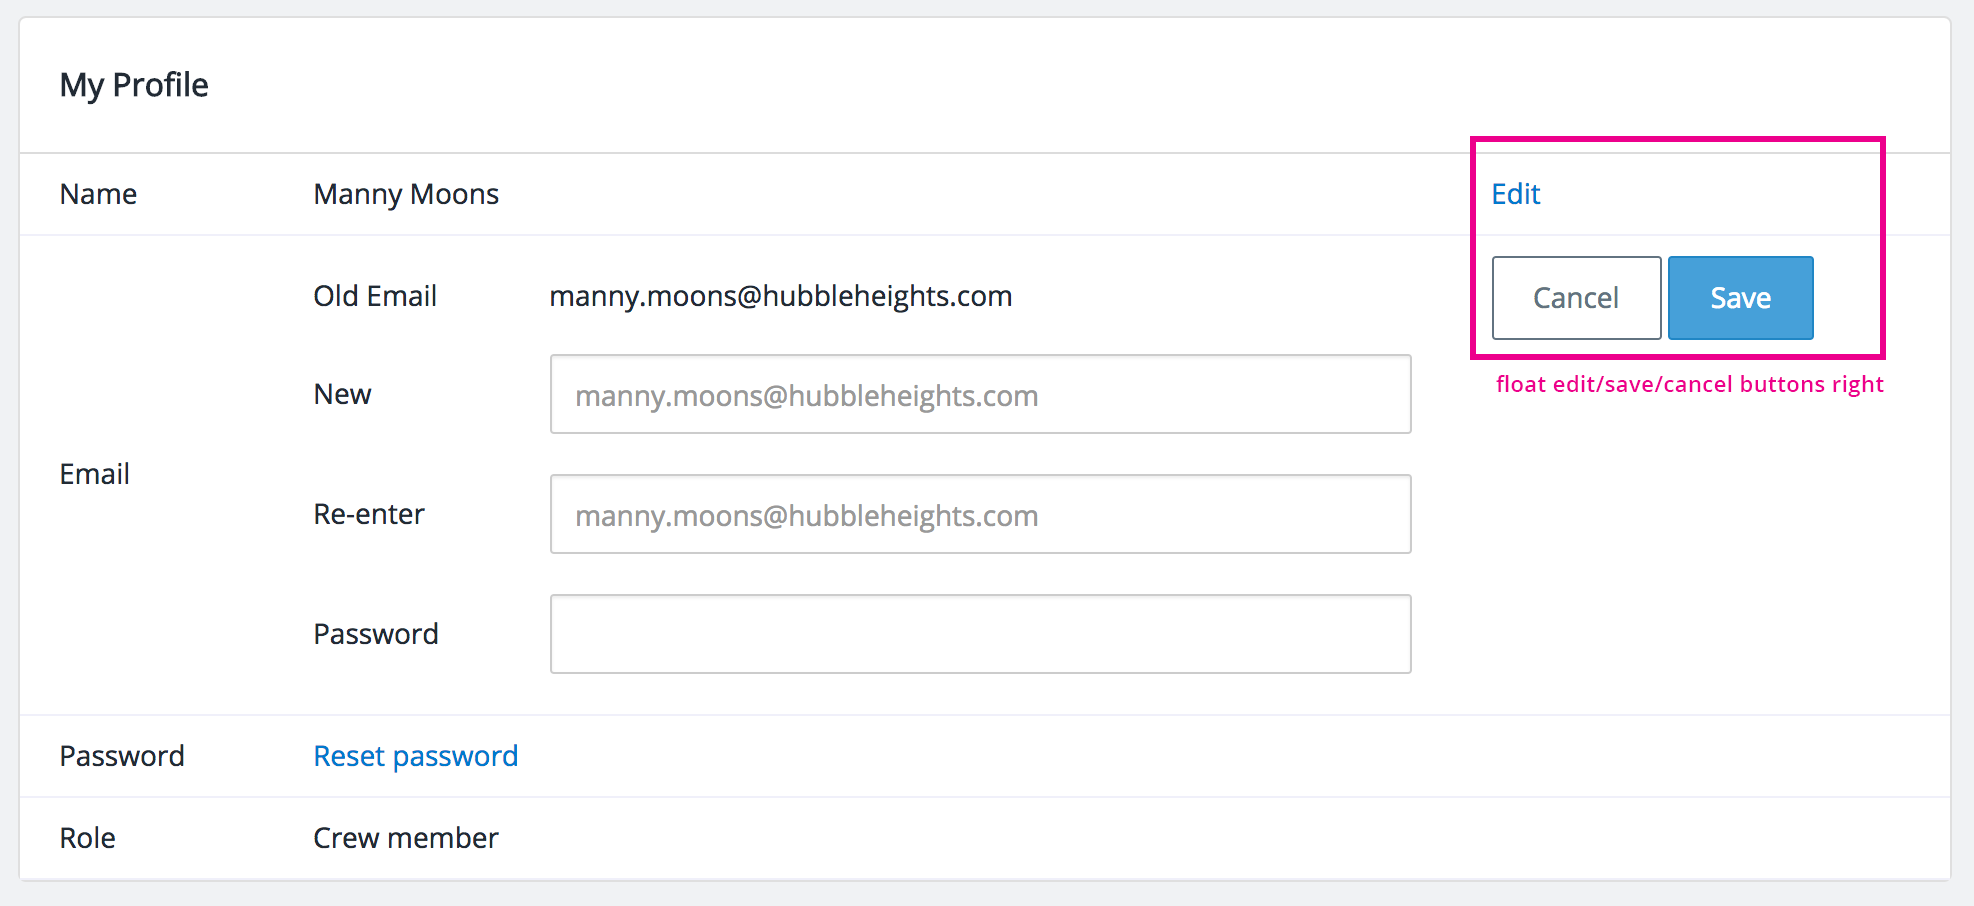 My Profile
Name Manny Moons Edit
Old Email manny.moons@hubbleheights.com Cancel Save
float edit/save/cancel buttons right
New manny.moons@hubbleheights.com
Email
Re-enter manny.moons@hubbleheights.com
Password
Password Reset password
Role Crew member